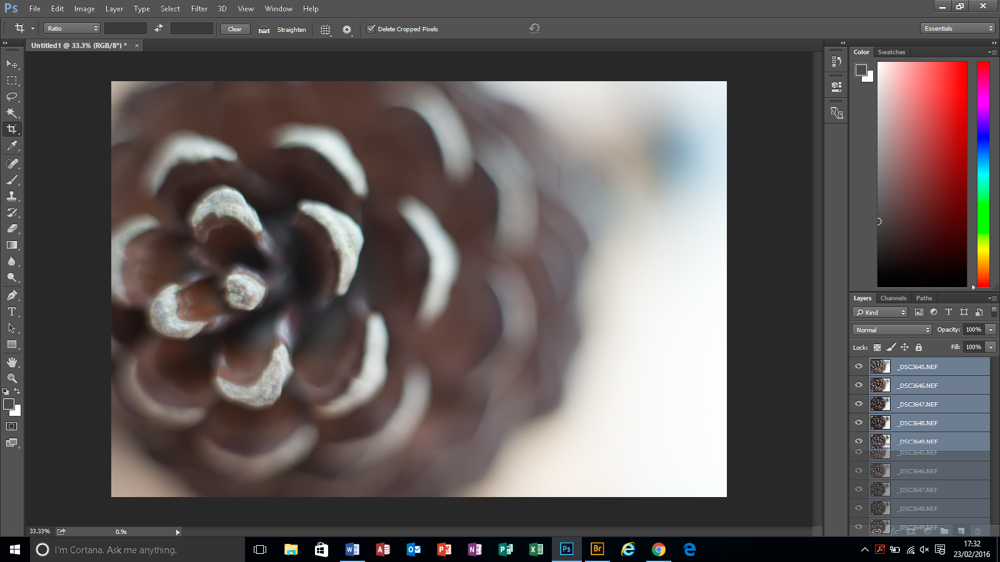 Ps File Edit Image Layer Type Select Filter 3D View Window Help
Ratio Clear Straighten Delete Cropped Pixels Essentials
Untitled1 @ 33.3% (RGB/8*) * ×
Color Swatches
Layers Channels Paths
Kind
Normal Opacity: 100%
Lock: Fill: 100%
_DSC3645.NEF
_DSC3646.NEF
_DSC3647.NEF
_DSC3648.NEF
_DSC3649.NEF
_DSC3645.NEF
_DSC3646.NEF
_DSC3647.NEF
_DSC3648.NEF
_DSC3649.NEF
33.33% 0.9s
I'm Cortana. Ask me anything.
Ps Br
17:32
23/02/2016